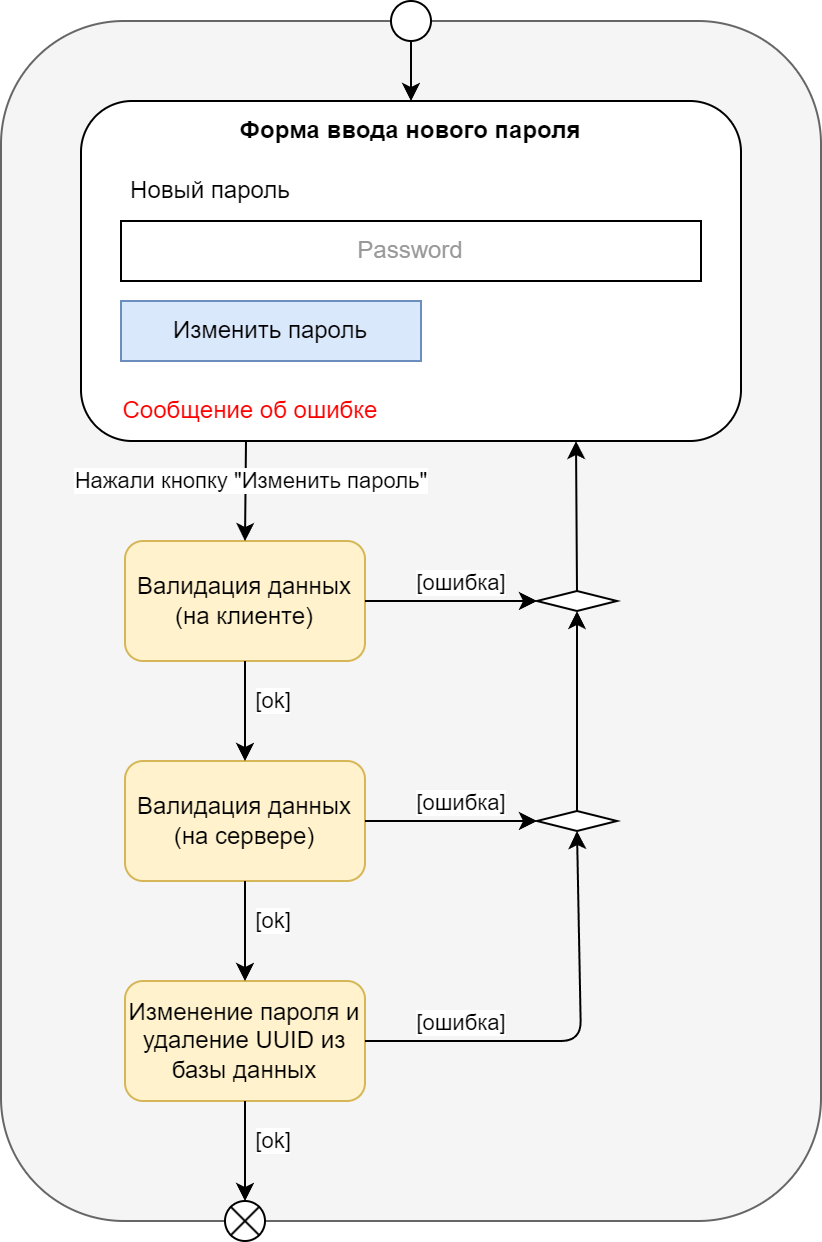 Форма ввода нового пароля
Новый пароль
Password
Изменить пароль
Сообщение об ошибке
Нажали кнопку "Изменить пароль"
Валидация данных
(на клиенте)
[ошибка]
[ok]
Валидация данных
(на сервере)
[ошибка]
[ok]
Изменение пароля и
удаление UUID из
базы данных
[ошибка]
[ok]